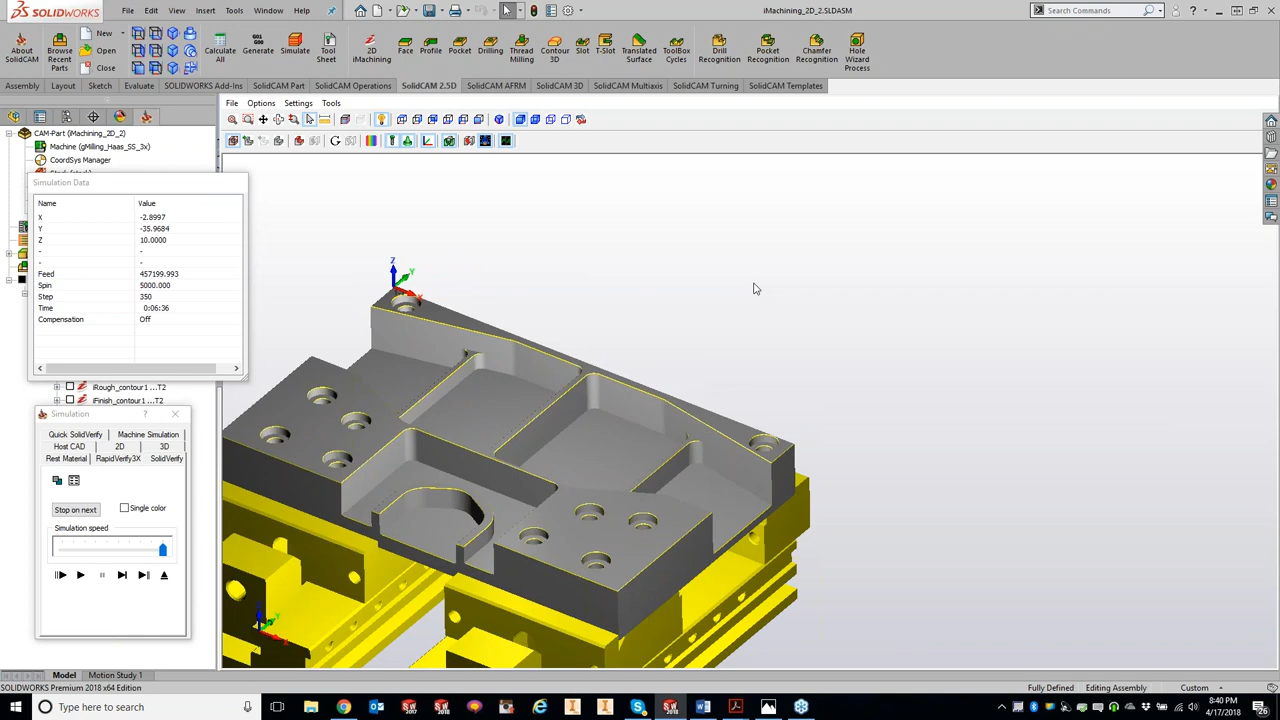 SOLIDWORKS
File Edit View Insert Tools Window Help
iMachining_2D_2.SLDASM
Search Commands
About SolidCAM
Browse Recent Parts
New
Open
Close
Calculate All
Generate
Simulate
Tool Sheet
2D iMachining
Face
Profile
Pocket
Drilling
Thread Milling
Contour 3D
Slot
T-Slot
Translated Surface
ToolBox Cycles
Drill Recognition
Pocket Recognition
Chamfer Recognition
Hole Wizard Process
Assembly Layout Sketch Evaluate SOLIDWORKS Add-Ins SolidCAM Part SolidCAM Operations SolidCAM 2.5D SolidCAM AFRM SolidCAM 3D SolidCAM Multiaxis SolidCAM Turning SolidCAM Templates
File Options Settings Tools
CAM-Part (iMachining_2D_2)
Machine (gMilling_Haas_SS_3x)
CoordSys Manager
Simulation Data
Name Value
X -2.8997
Y -35.9684
Z 10.0000
- -
- -
Feed 457199.993
Spin 5000.000
Step 350
Time 0:06:36
Compensation Off
iRough_contour1 ...T2
iFinish_contour1 ...T2
Simulation ?
Quick SolidVerify Machine Simulation
Host CAD 2D 3D
Rest Material RapidVerify3X SolidVerify
Stop on next Single color
Simulation speed
Z
Y
X
Z
Y
X
Model Motion Study 1
SOLIDWORKS Premium 2018 x64 Edition
Fully Defined Editing Assembly Custom
Type here to search
8:40 PM
4/17/2018